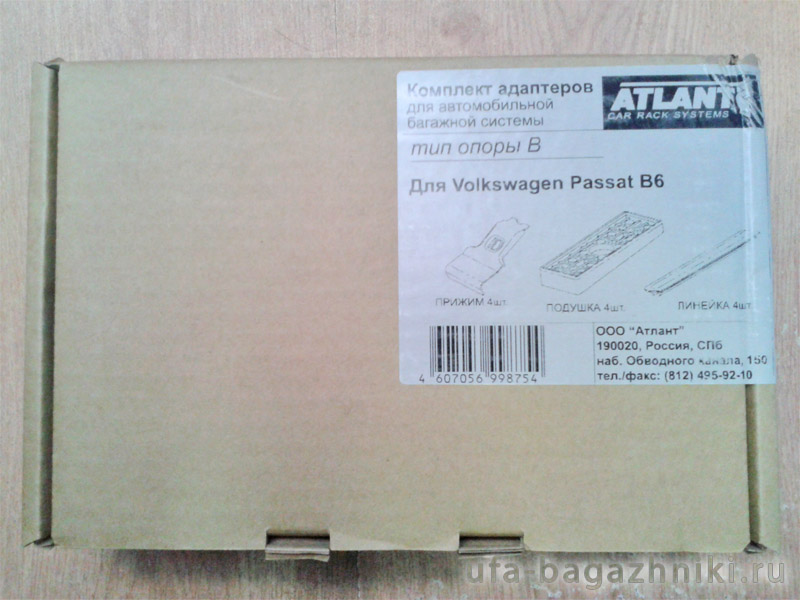 Комплект адаптеров
для автомобильной
багажной системы
ATLANT
CAR RACK SYSTEMS
тип опоры В
Для Volkswagen Passat B6
ПРИЖИМ 4шт.
ПОДУШКА 4шт.
ЛИНЕЙКА 4шт.
4 607056 998754
ООО "Атлант"
190020, Россия, СПб
наб. Обводного канала, 150
тел./факс: (812) 495-92-10
ufa-bagazhniki.ru